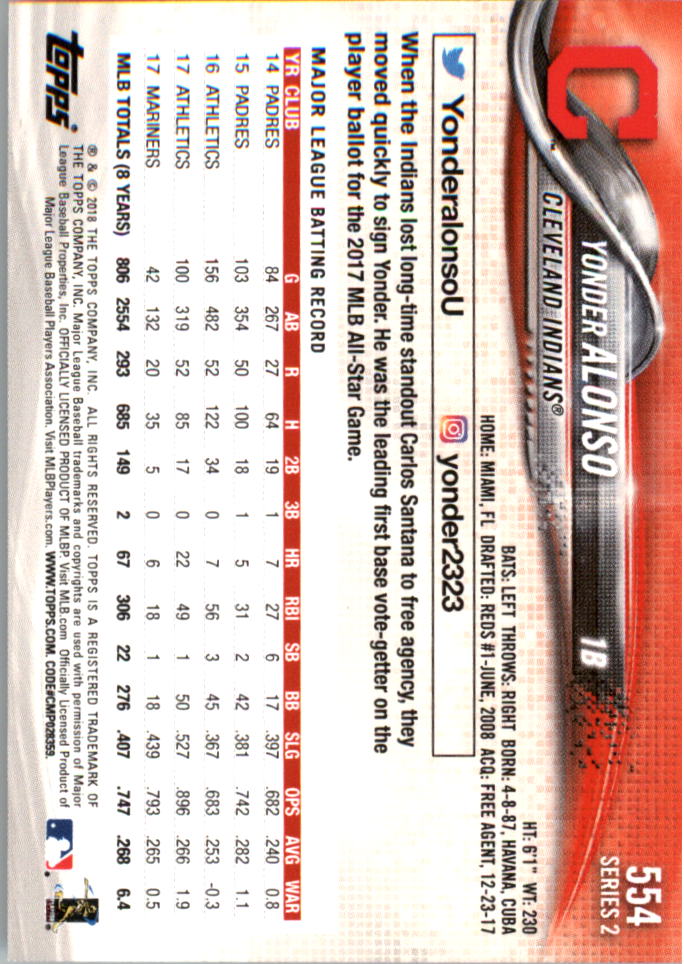 554
SERIES 2
C
YONDER ALONSO 1B
CLEVELAND INDIANS®
HT: 6'1" WT: 230
BATS: LEFT THROWS: RIGHT BORN: 4-8-87, HAVANA, CUBA
HOME: MIAMI, FL DRAFTED: REDS #1-JUNE, 2008 ACQ: FREE AGENT, 12-23-17
YonderalonsoU yonder2323
When the Indians lost long-time standout Carlos Santana to free agency, they
moved quickly to sign Yonder. He was the leading first base vote-getter on the
player ballot for the 2017 MLB All-Star Game.
MAJOR LEAGUE BATTING RECORD
YR CLUB G AB R H 2B 3B HR RBI SB BB SLG OPS AVG WAR
14 PADRES 84 267 27 64 19 1 7 27 6 17 .397 .682 .240 0.8
15 PADRES 103 354 50 100 18 1 5 31 2 42 .381 .742 .282 1.1
16 ATHLETICS 156 482 52 122 34 0 7 56 3 45 .367 .683 .253 -0.3
17 ATHLETICS 100 319 52 85 17 0 22 49 1 50 .527 .896 .266 1.9
17 MARINERS 42 132 20 35 5 0 6 18 1 18 .439 .793 .265 0.5
MLB TOTALS (8 YEARS) 806 2554 293 685 149 2 67 306 22 276 .407 .747 .268 6.4
topps®
® & © 2018 THE TOPPS COMPANY, INC. ALL RIGHTS RESERVED. TOPPS IS A REGISTERED TRADEMARK OF
THE TOPPS COMPANY, INC. Major League Baseball trademarks and copyrights are used with permission of Major
League Baseball Properties, Inc. OFFICIALLY LICENSED PRODUCT OF MLBP. Visit MLB.com Officially Licensed Product of
Major League Baseball Players Association. Visit MLBPlayers.com. WWW.TOPPS.COM. CODE#CMP028359.